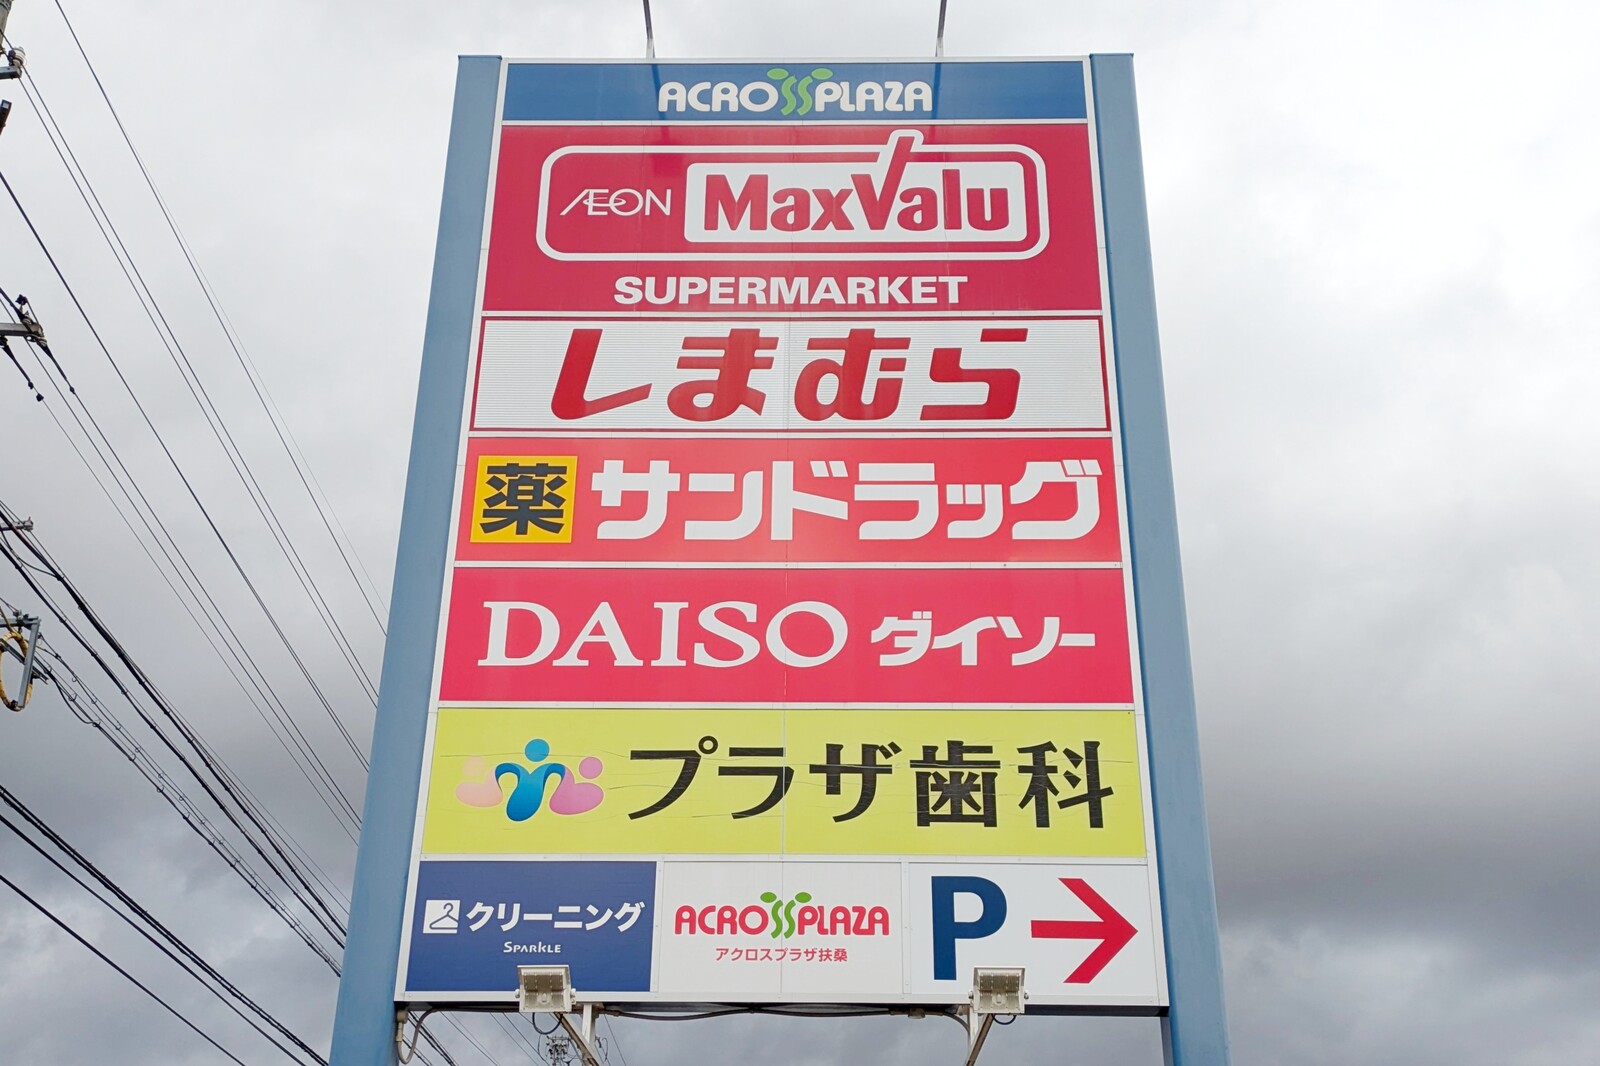 ACROSSPLAZA
ÆON MaxValu
SUPERMARKET
しまむら
薬 サンドラッグ
DAISO ダイソー
プラザ歯科
クリーニング
SPARKLE
ACROSSPLAZA
アクロスプラザ扶桑
P